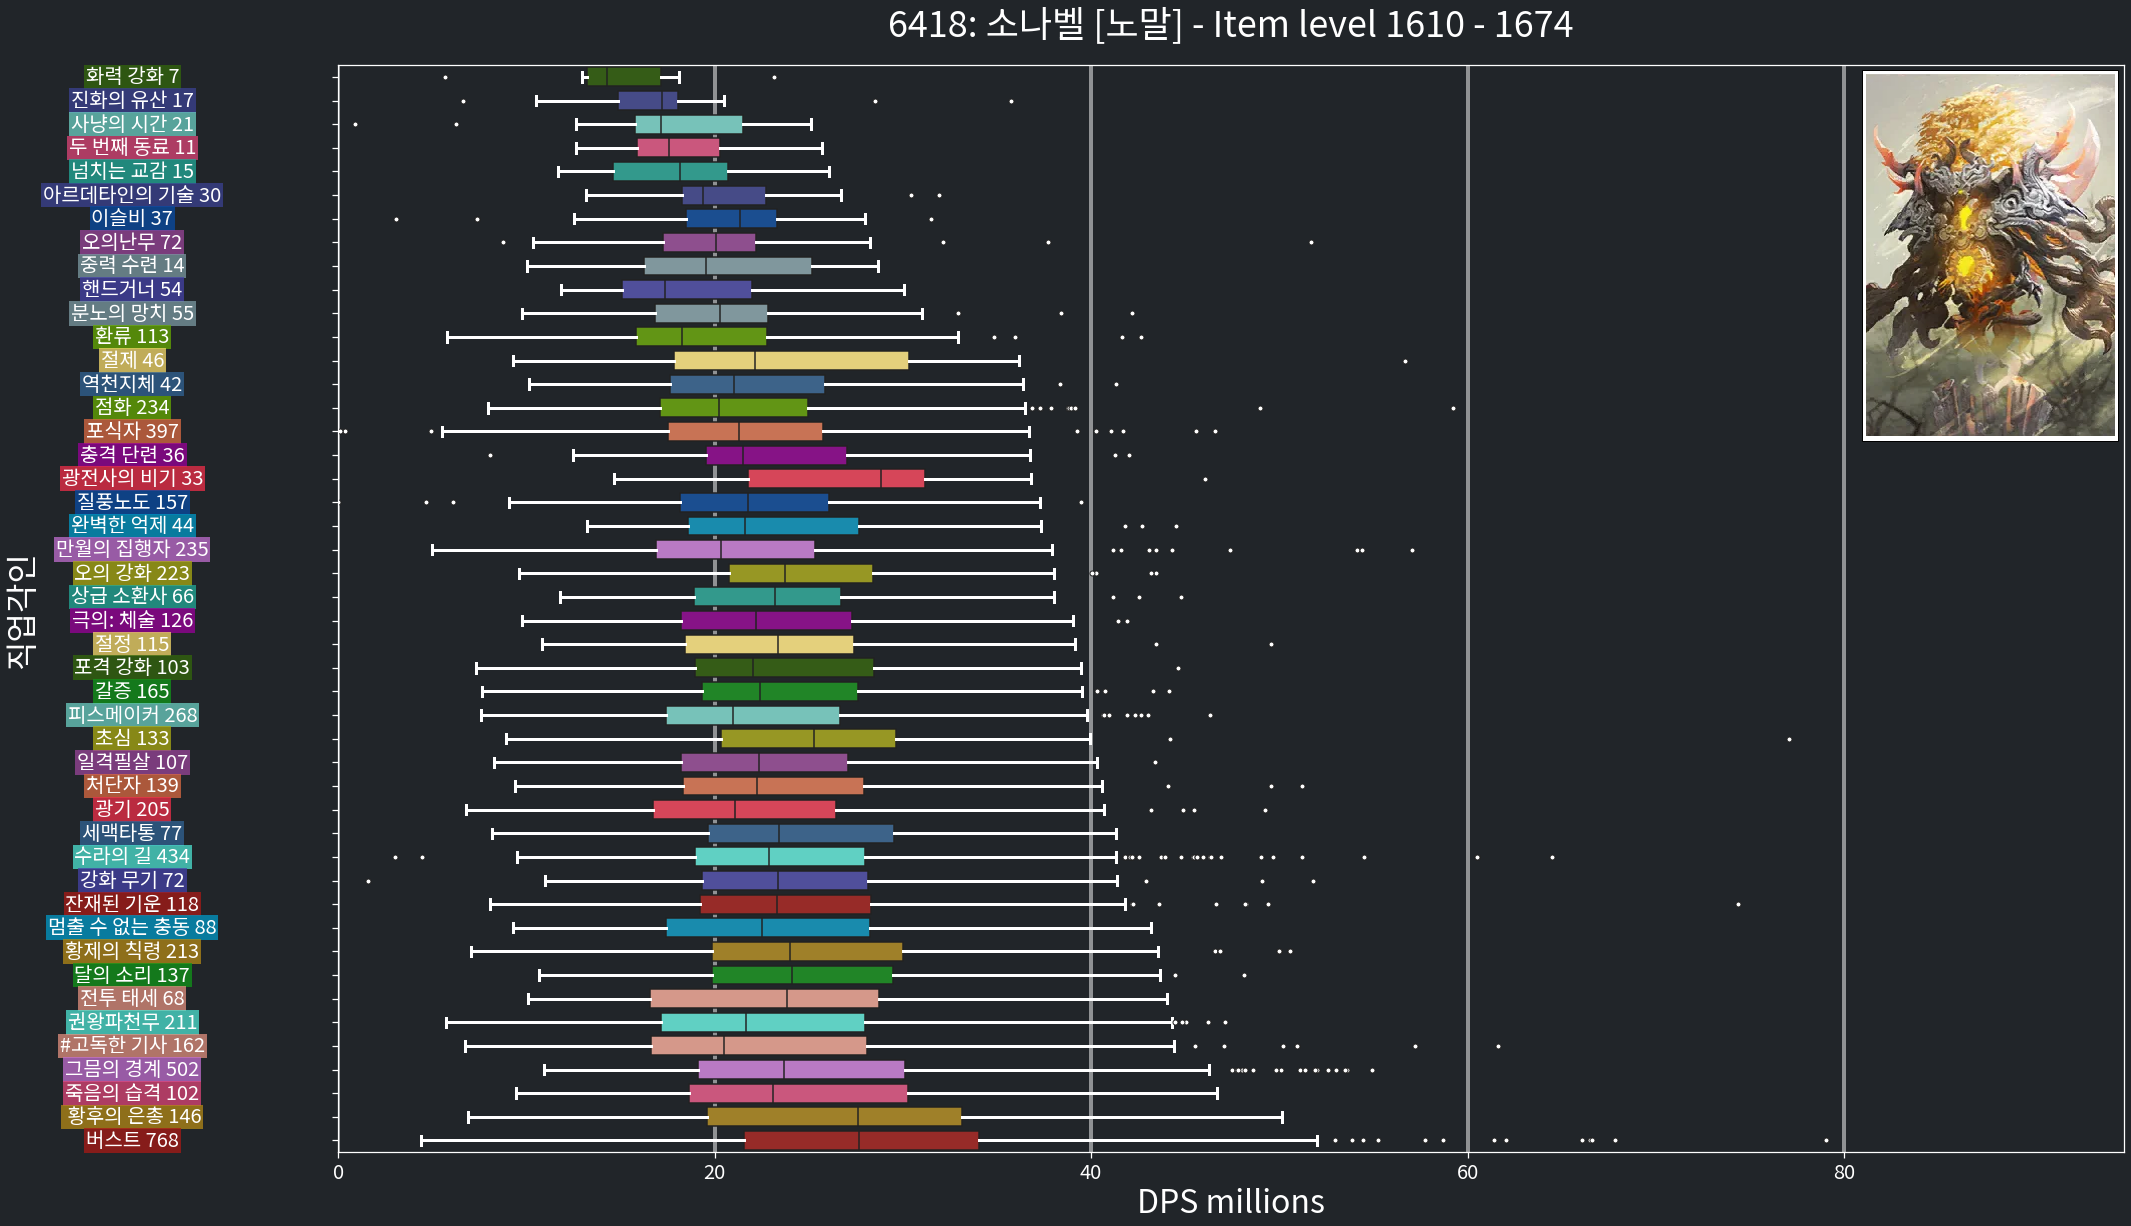 6418: 소나벨 [노말] - Item level 1610 - 1674
화력 강화 7
진화의 유산 17
사냥의 시간 21
두 번째 동료 11
넘치는 교감 15
아르데타인의 기술 30
이슬비 37
오의난무 72
중력 수련 14
핸드거너 54
분노의 망치 55
환류 113
절제 46
역천지체 42
점화 234
포식자 397
충격 단련 36
광전사의 비기 33
질풍노도 157
완벽한 억제 44
만월의 집행자 235
오의 강화 223
상급 소환사 66
극의: 체술 126
절정 115
포격 강화 103
갈증 165
피스메이커 268
초심 133
일격필살 107
처단자 139
광기 205
세맥타통 77
수라의 길 434
강화 무기 72
잔재된 기운 118
멈출 수 없는 충동 88
황제의 칙령 213
달의 소리 137
전투 태세 68
권왕파천무 211
#고독한 기사 162
그믐의 경계 502
죽음의 습격 102
황후의 은총 146
버스트 768
직업각인
0 20 40 60 80
DPS millions